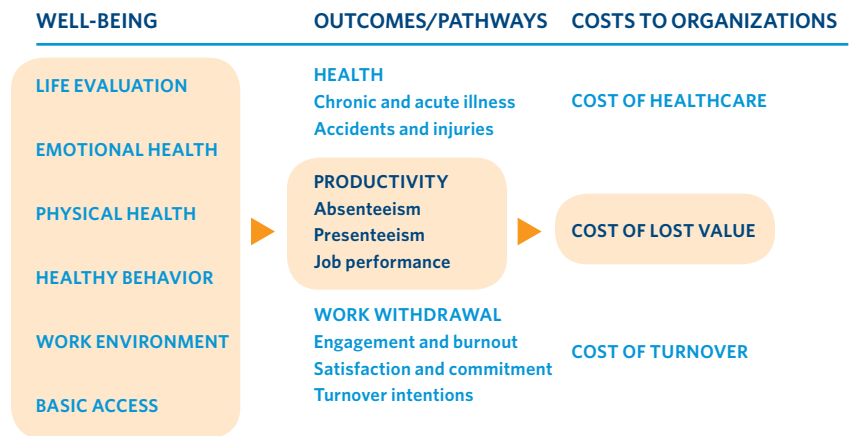 WELL-BEING
OUTCOMES/PATHWAYS
COSTS TO ORGANIZATIONS
LIFE EVALUATION
EMOTIONAL HEALTH
PHYSICAL HEALTH
HEALTHY BEHAVIOR
WORK ENVIRONMENT
BASIC ACCESS
HEALTH
Chronic and acute illness
Accidents and injuries
PRODUCTIVITY
Absenteeism
Presenteeism
Job performance
WORK WITHDRAWAL
Engagement and burnout
Satisfaction and commitment
Turnover intentions
COST OF HEALTHCARE
COST OF LOST VALUE
COST OF TURNOVER